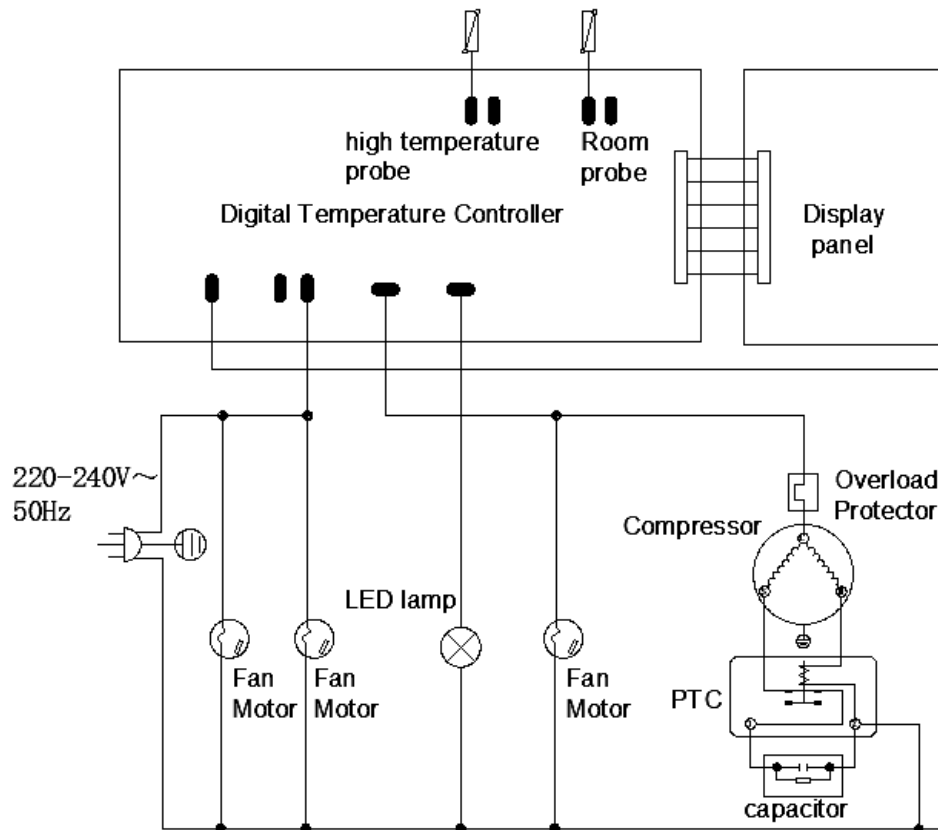 high temperature
probe
Room
probe
Digital Temperature Controller
Display
panel
220-240V~
50Hz
Overload
Protector
Compressor
LED lamp
Fan
Motor
Fan
Motor
Fan
Motor
PTC
capacitor